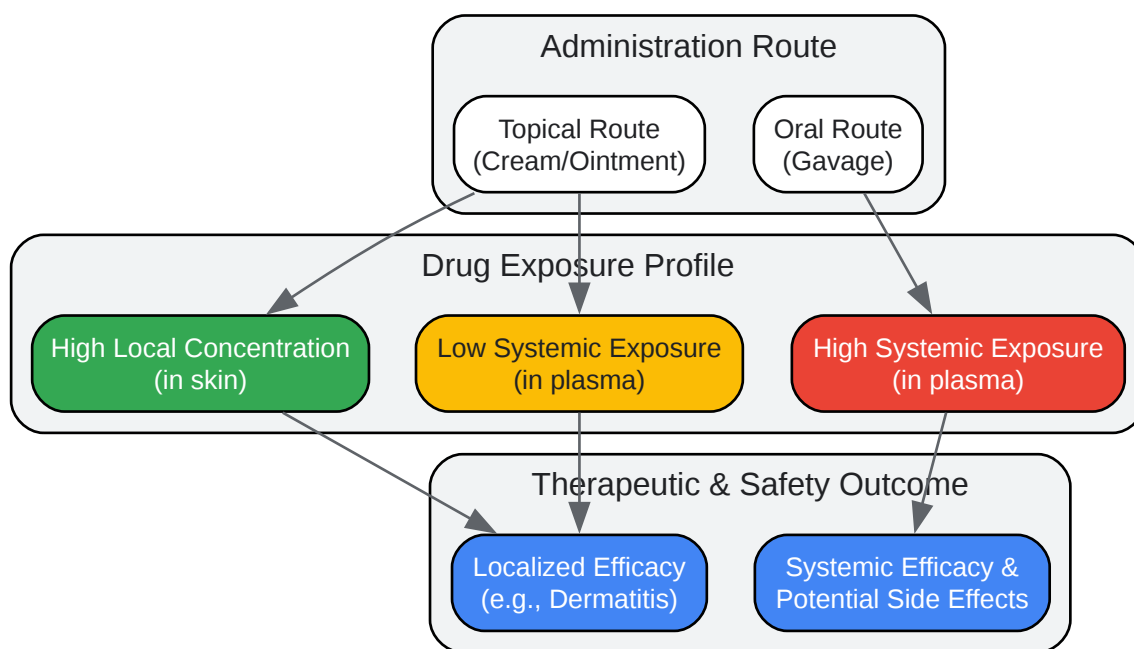 Administration Route
Topical Route
(Cream/Ointment)
Oral Route
(Gavage)
Drug Exposure Profile
High Local Concentration
(in skin)
Low Systemic Exposure
(in plasma)
High Systemic Exposure
(in plasma)
Therapeutic & Safety Outcome
Localized Efficacy
(e.g., Dermatitis)
Systemic Efficacy &
Potential Side Effects